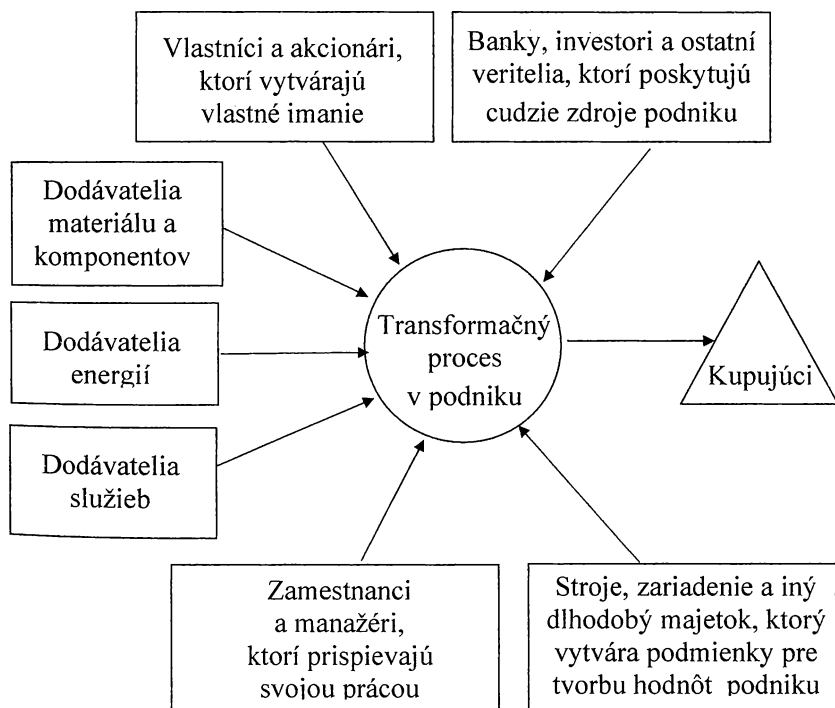 Vlastníci a akcionári,
ktorí vytvárajú
vlastné imanie
Banky, investori a ostatní
veritelia, ktorí poskytujú
cudzie zdroje podniku
Dodávatelia
materiálu a
komponentov
Dodávatelia
energií
Dodávatelia
služieb
Transformačný
proces
v podniku
Kupujúci
Zamestnanci
a manažéri,
ktorí prispievajú
svojou prácou
Stroje, zariadenie a iný
dlhodobý majetok, ktorý
vytvára podmienky pre
tvorbu hodnôt podniku